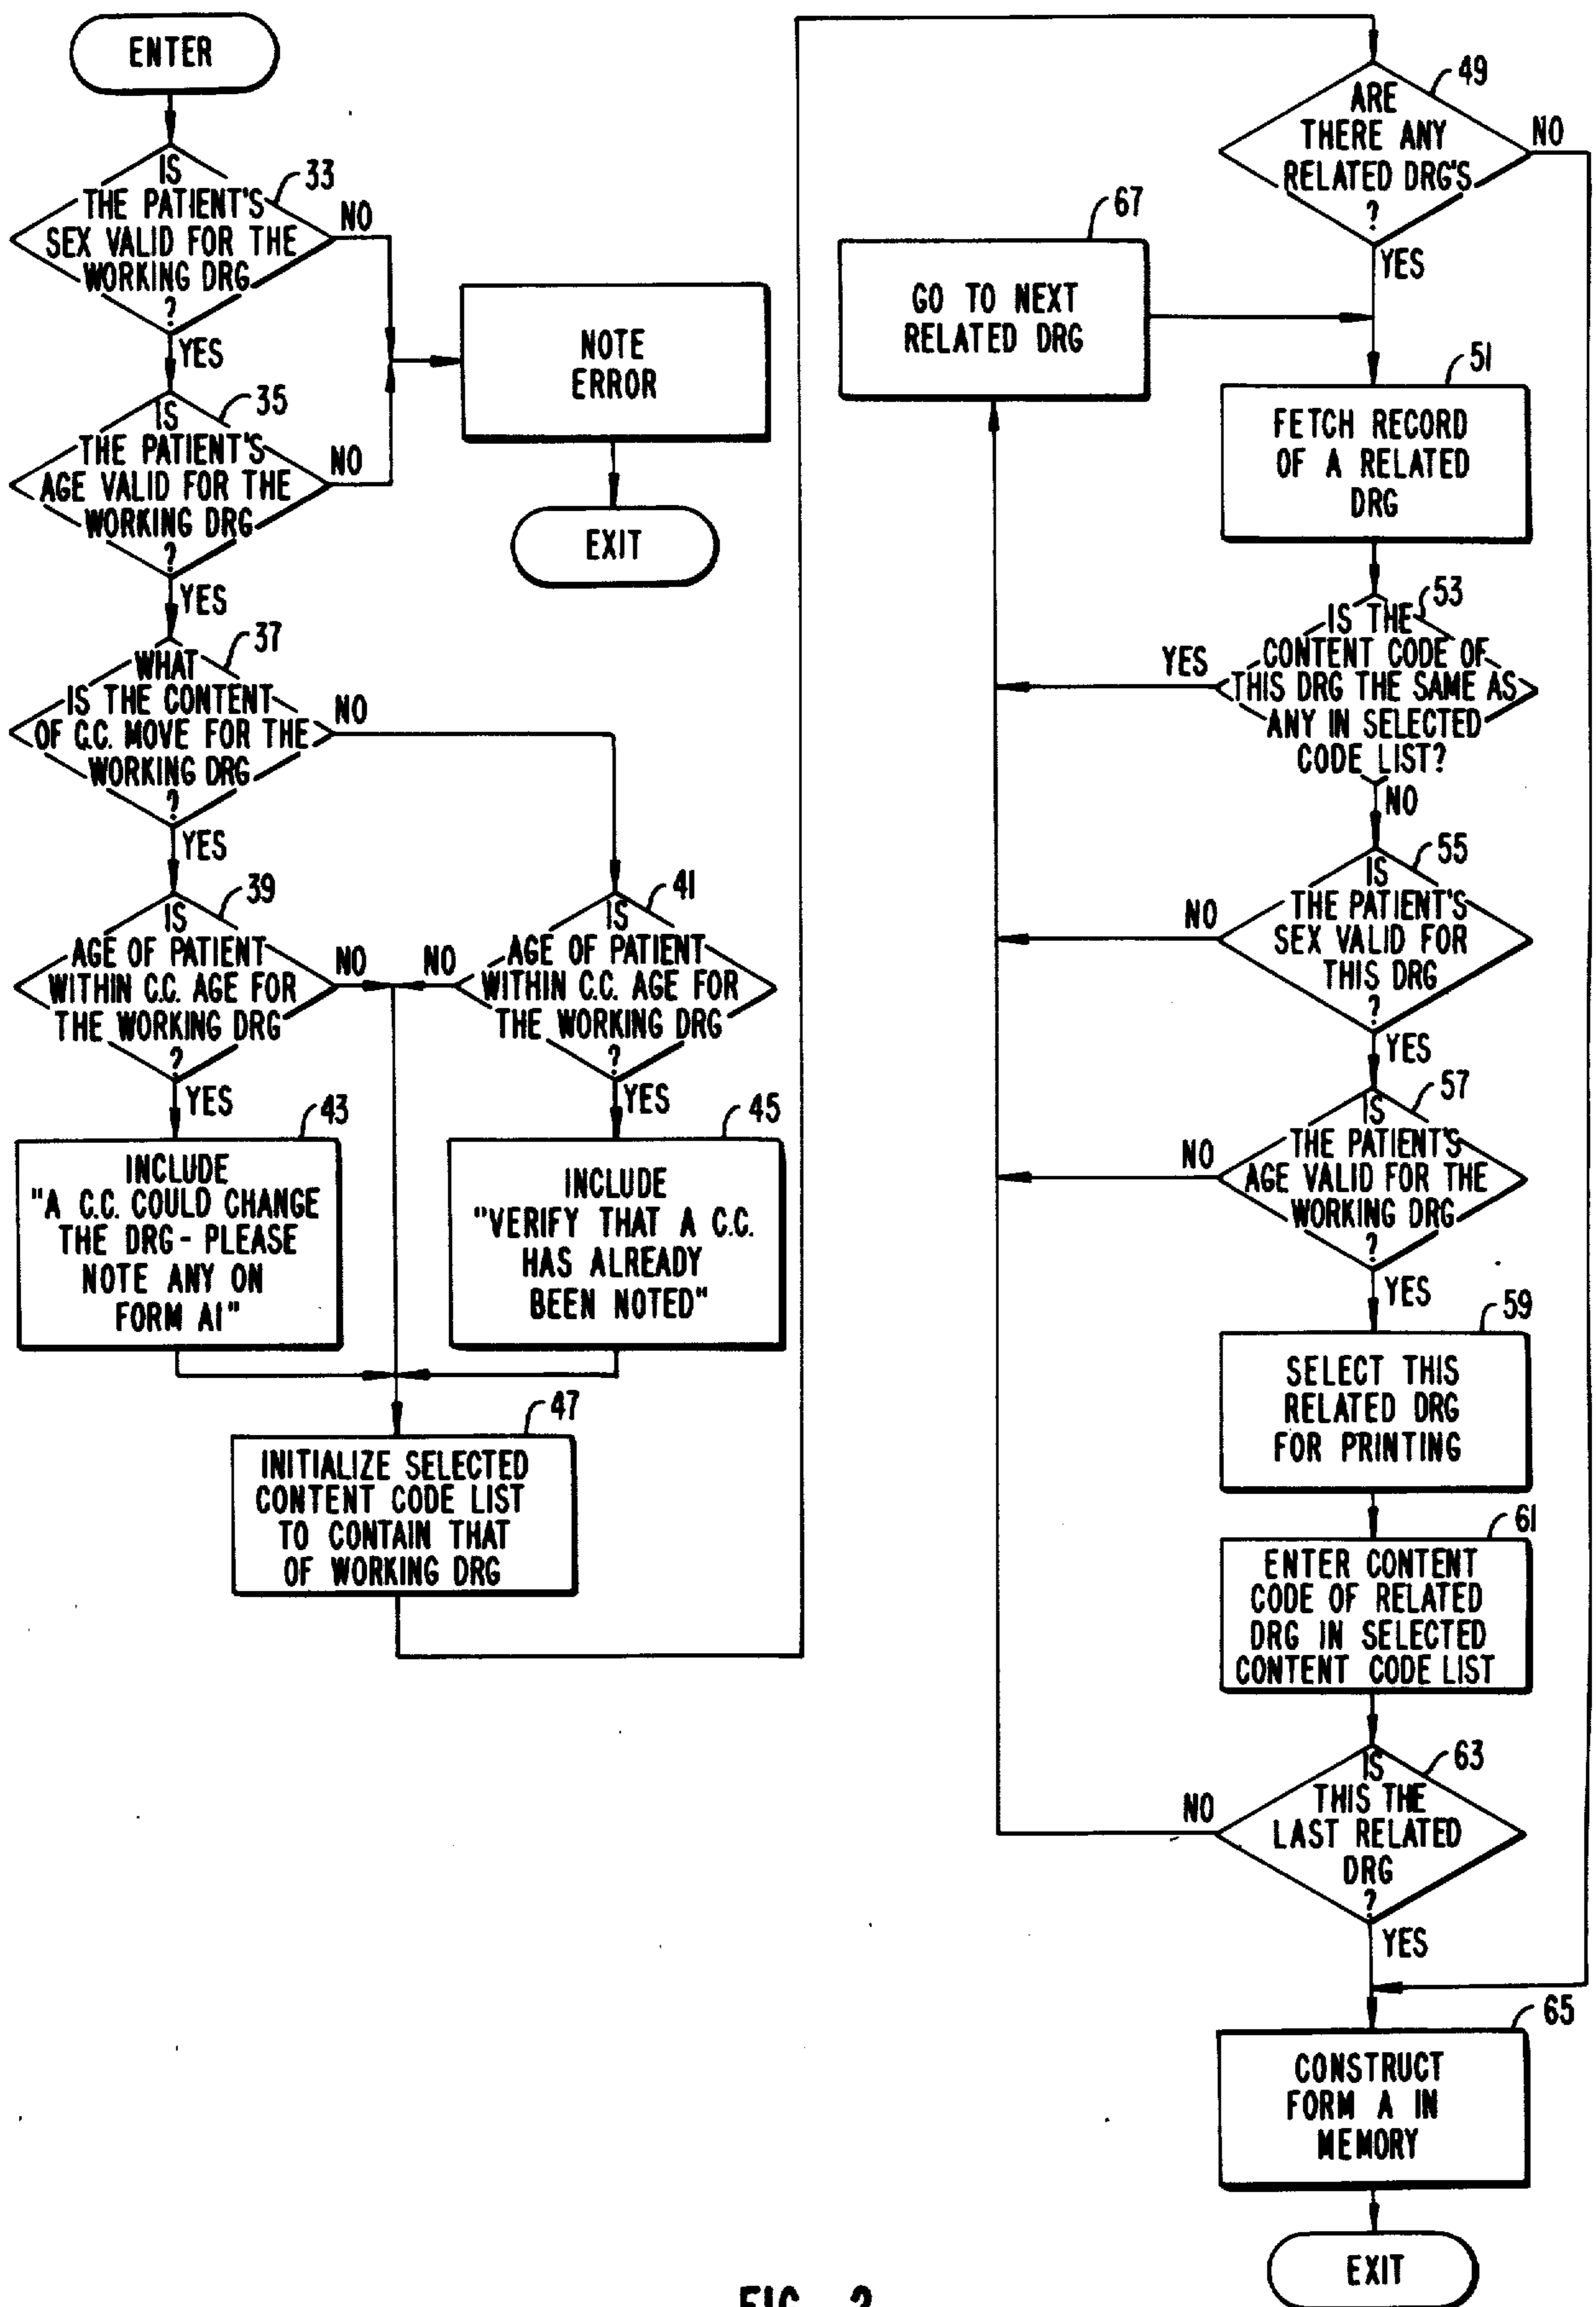 ENTER
IS
THE PATIENT'S
SEX VALID FOR THE
WORKING DRG
?
33
NO
YES
IS
THE PATIENT'S
AGE VALID FOR THE
WORKING DRG
?
35
NO
YES
NOTE
ERROR
EXIT
WHAT
IS THE CONTENT
OF C.C. MOVE FOR THE
WORKING DRG
?
37
NO
YES
IS
AGE OF PATIENT
WITHIN C.C. AGE FOR
THE WORKING DRG
?
39
NO
YES
IS
AGE OF PATIENT
WITHIN C.C. AGE FOR
THE WORKING DRG
?
41
NO
YES
43
INCLUDE
"A C.C. COULD CHANGE
THE DRG - PLEASE
NOTE ANY ON
FORM A1"
45
INCLUDE
"VERIFY THAT A C.C.
HAS ALREADY
BEEN NOTED"
47
INITIALIZE SELECTED
CONTENT CODE LIST
TO CONTAIN THAT
OF WORKING DRG
49
ARE
THERE ANY
RELATED DRG'S
?
NO
YES
67
GO TO NEXT
RELATED DRG
51
FETCH RECORD
OF A RELATED
DRG
53
IS THE
CONTENT CODE OF
THIS DRG THE SAME AS
ANY IN SELECTED
CODE LIST?
YES
NO
55
IS
THE PATIENT'S
SEX VALID FOR
THIS DRG
?
NO
YES
57
IS
THE PATIENT'S
AGE VALID FOR THE
WORKING DRG
?
NO
YES
59
SELECT THIS
RELATED DRG
FOR PRINTING
61
ENTER CONTENT
CODE OF RELATED
DRG IN SELECTED
CONTENT CODE LIST
63
IS
THIS THE
LAST RELATED
DRG
?
NO
YES
65
CONSTRUCT
FORM A IN
MEMORY
EXIT